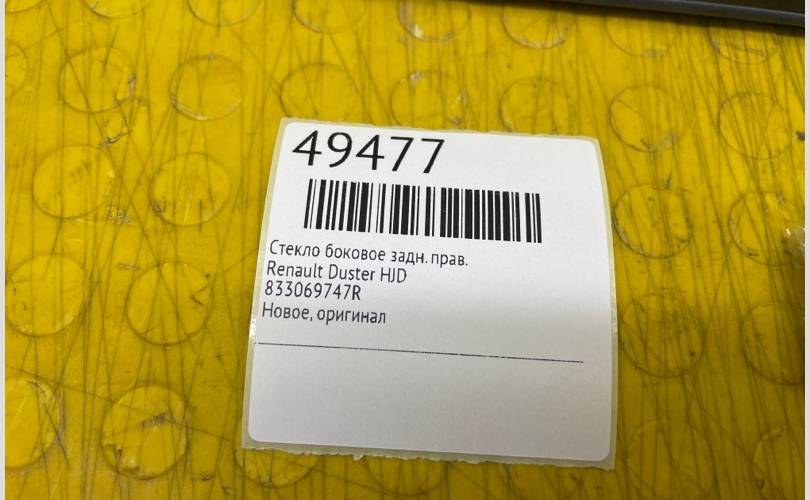 49477
Стекло боковое задн. прав.
Renault Duster HJD
833069747R
Новое, оригинал